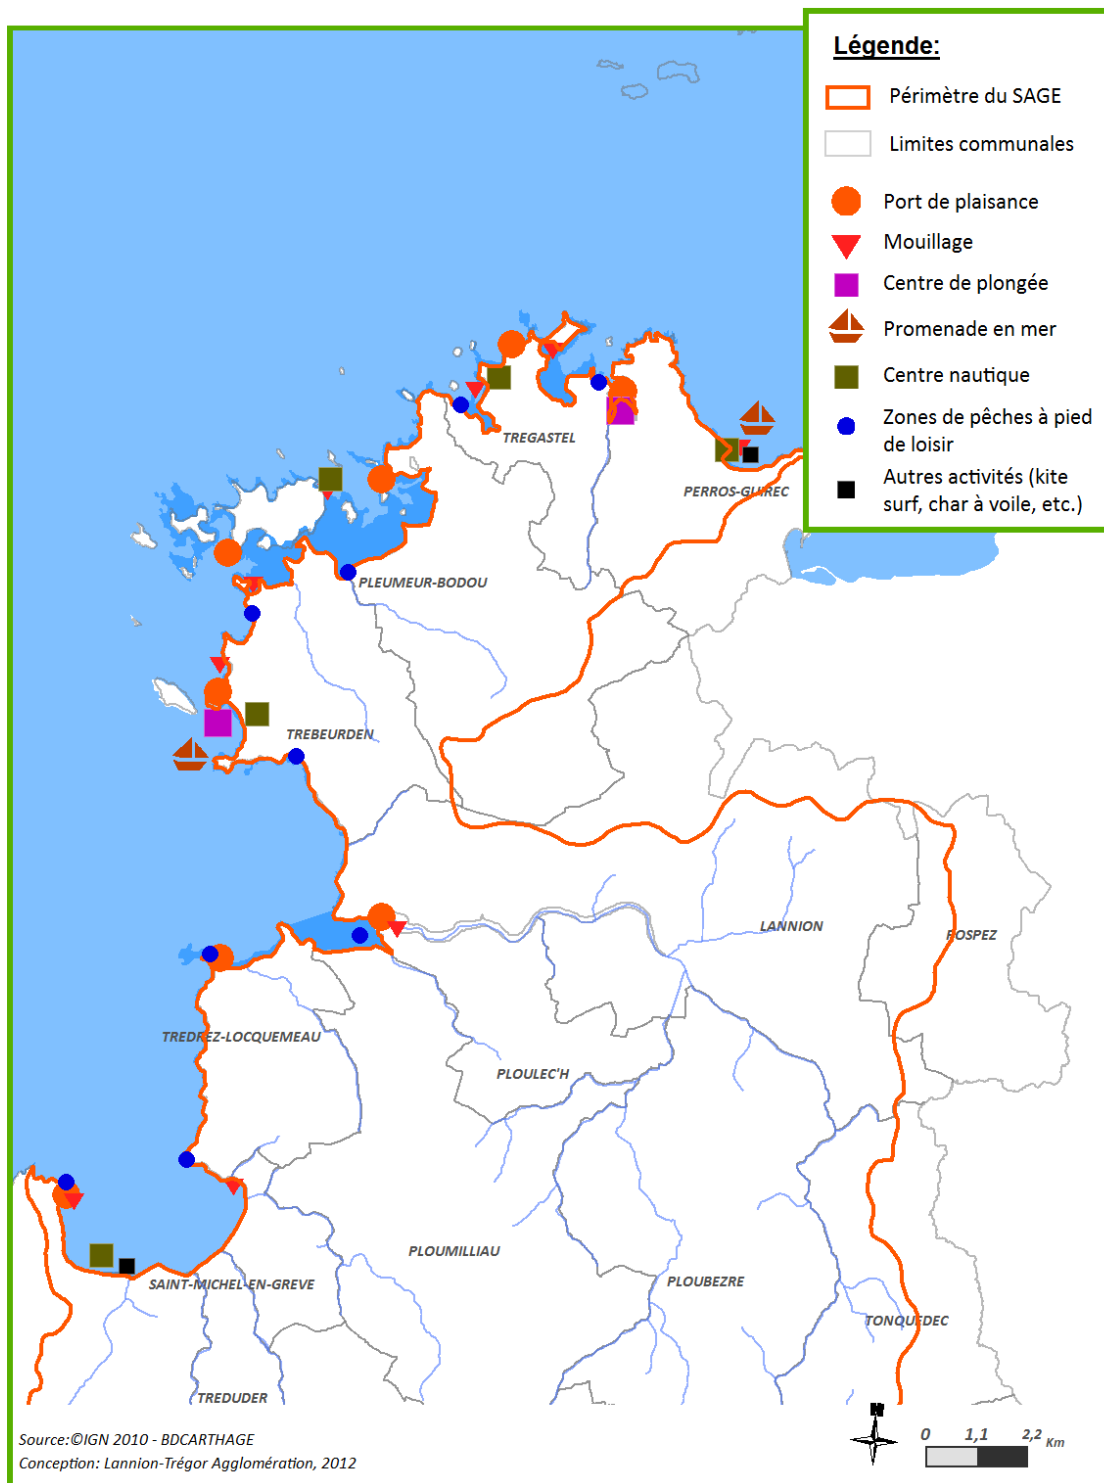 Légende:
Périmètre du SAGE
Limites communales
Port de plaisance
Mouillage
Centre de plongée
Promenade en mer
Centre nautique
Zones de pêches à pied
de loisir
Autres activités (kite
surf, char à voile, etc.)
TREGASTEL
PERROS-GUIREC
PLEUMEUR-BODOU
TREBEURDEN
LANNION
ROSPEZ
TREDREZ-LOCQUEMEAU
PLOULEC'H
PLOUMILLIAU
SAINT-MICHEL-EN-GREVE
PLOUBEZRE
TONQUEDEC
TREDUDER
N
0 1,1 2,2 Km
Source:©IGN 2010 - BDCARTHAGE
Conception: Lannion-Trégor Agglomération, 2012